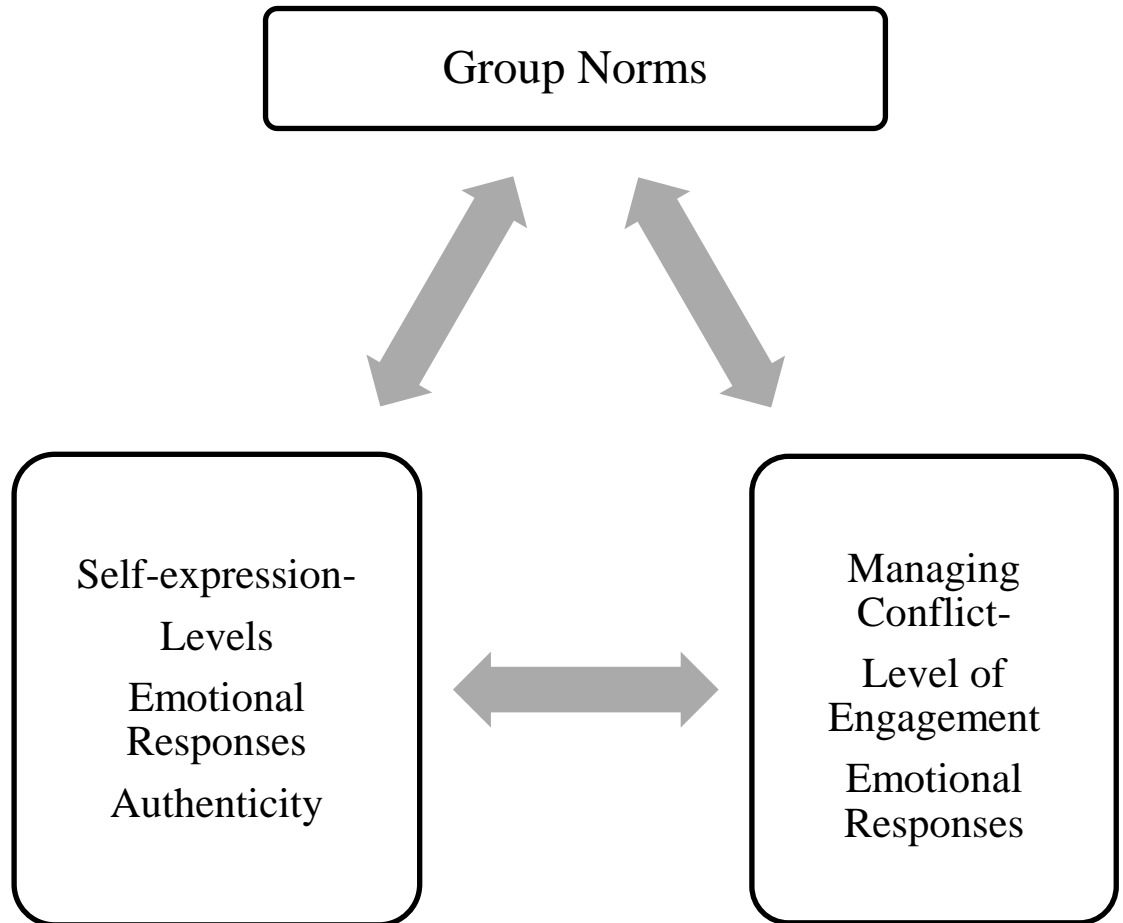 Group Norms
Self-expression-
Levels
Emotional
Responses
Authenticity
Managing
Conflict-
Level of
Engagement
Emotional
Responses